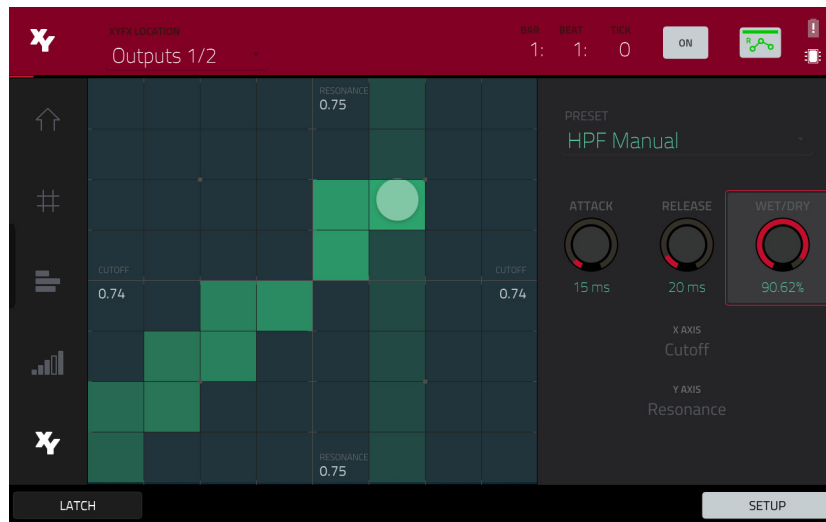 XY
XYFX LOCATION
Outputs 1/2
BAR BEAT TICK
1: 1: 0
ON
R
RESONANCE
0.75
PRESET
HPF Manual
ATTACK RELEASE WET/DRY
15 ms 20 ms 90.62%
CUTOFF CUTOFF
0.74 0.74
X AXIS
Cutoff
Y AXIS
Resonance
XY
RESONANCE
0.75
LATCH SETUP